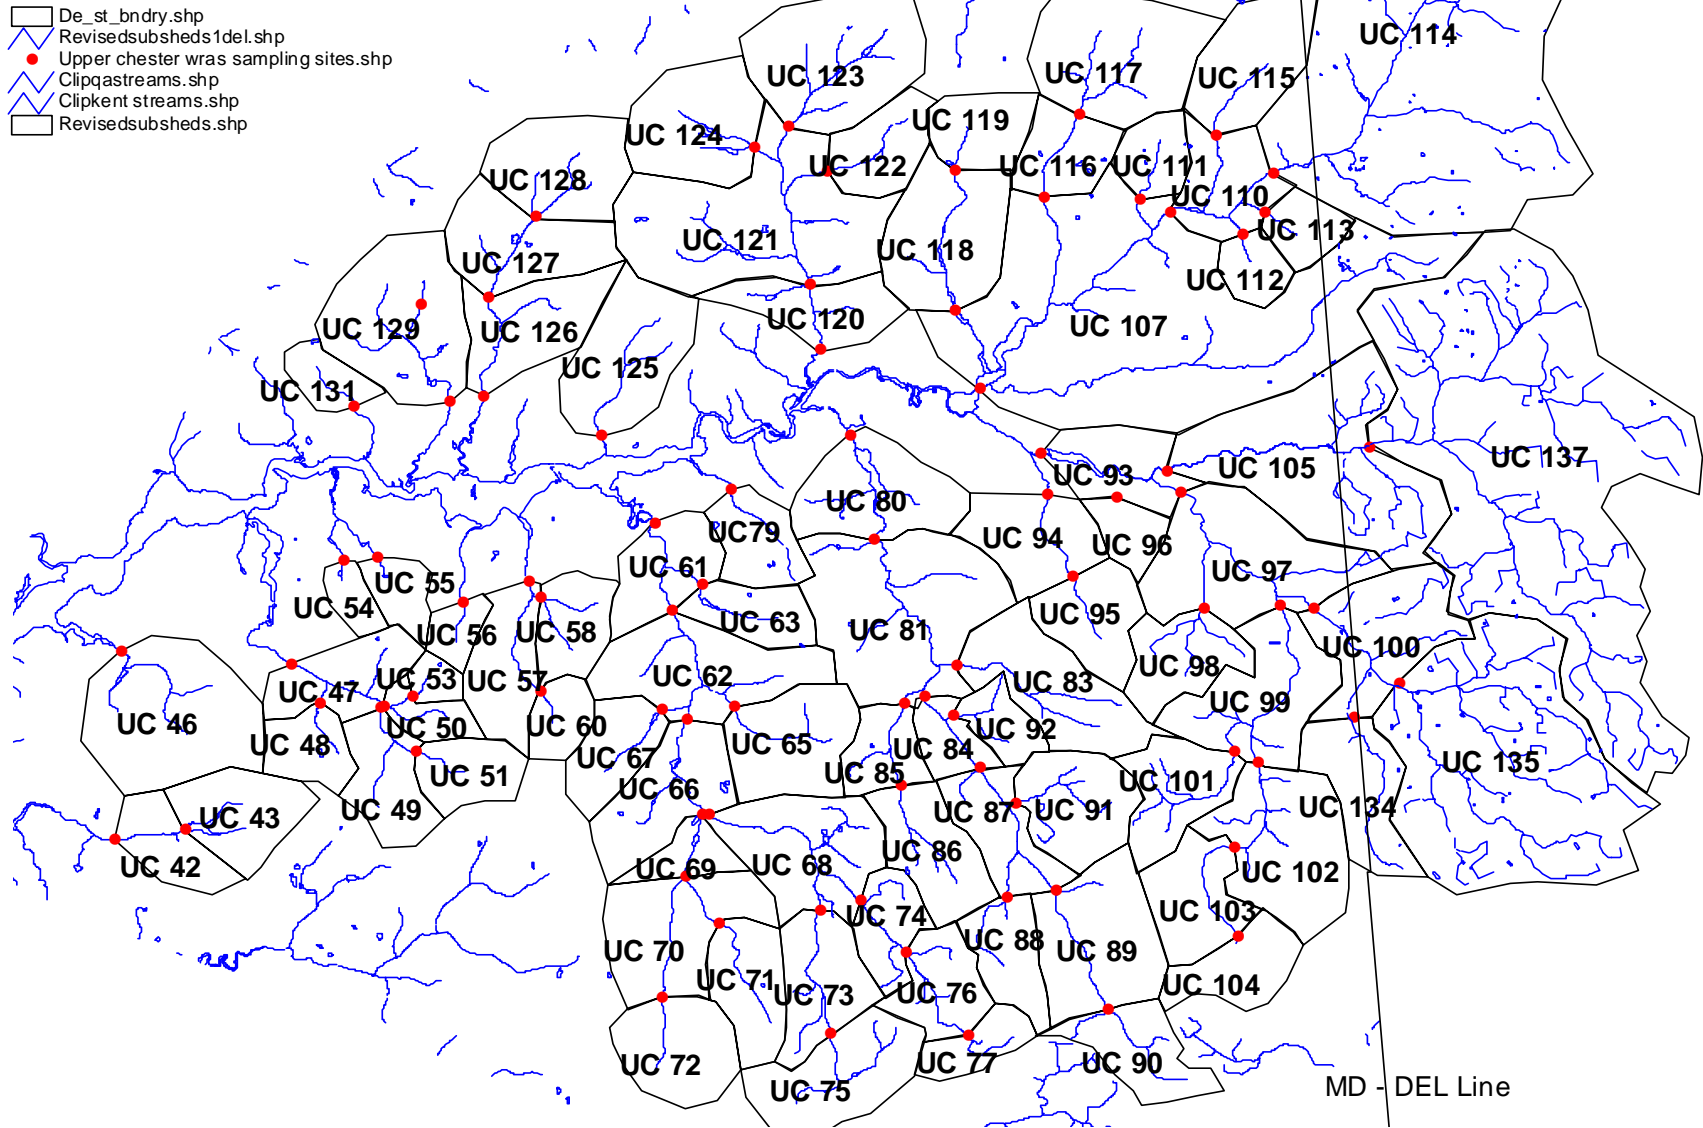 De_st_bndry.shp
Revisedsubsheds1del.shp
Upper chester wras sampling sites.shp
Clipqastreams.shp
Clipkent streams.shp
Revisedsubsheds.shp
UC 114
UC 123
UC 117
UC 115
UC 124
UC 119
UC 122
UC 116
UC 111
UC 128
UC 110
UC 121
UC 113
UC 118
UC 127
UC 112
UC 129
UC 126
UC 120
UC 107
UC 125
UC 131
UC 137
UC 105
UC 93
UC 80
UC79
UC 94
UC 96
UC 61
UC 55
UC 97
UC 54
UC 56
UC 58
UC 63
UC 81
UC 95
UC 100
UC 98
UC 62
UC 53
UC 57
UC 83
UC 47
UC 99
UC 46
UC 50
UC 60
UC 92
UC 48
UC 65
UC 84
UC 67
UC 85
UC 51
UC 101
UC 135
UC 66
UC 49
UC 87
UC 91
UC 134
UC 43
UC 42
UC 69
UC 68
UC 86
UC 102
UC 74
UC 103
UC 70
UC 88
UC 89
UC 71
UC 73
UC 76
UC 104
UC 72
UC 75
UC 77
UC 90
MD - DEL Line